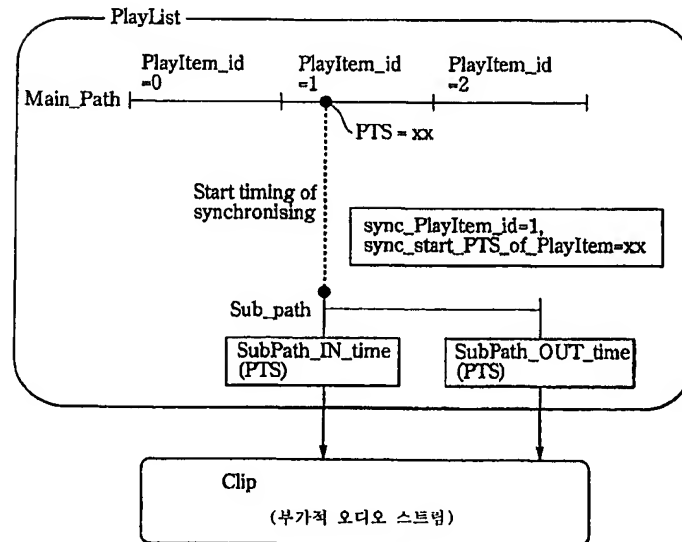 PlayList
PlayItem_id
=0
PlayItem_id
=1
PlayItem_id
=2
Main_Path
PTS = xx
Start timing of
synchronising
sync_PlayItem_id=1,
sync_start_PTS_of_PlayItem=xx
Sub_path
SubPath_IN_time
(PTS)
SubPath_OUT_time
(PTS)
Clip
(부가적 오디오 스트림)